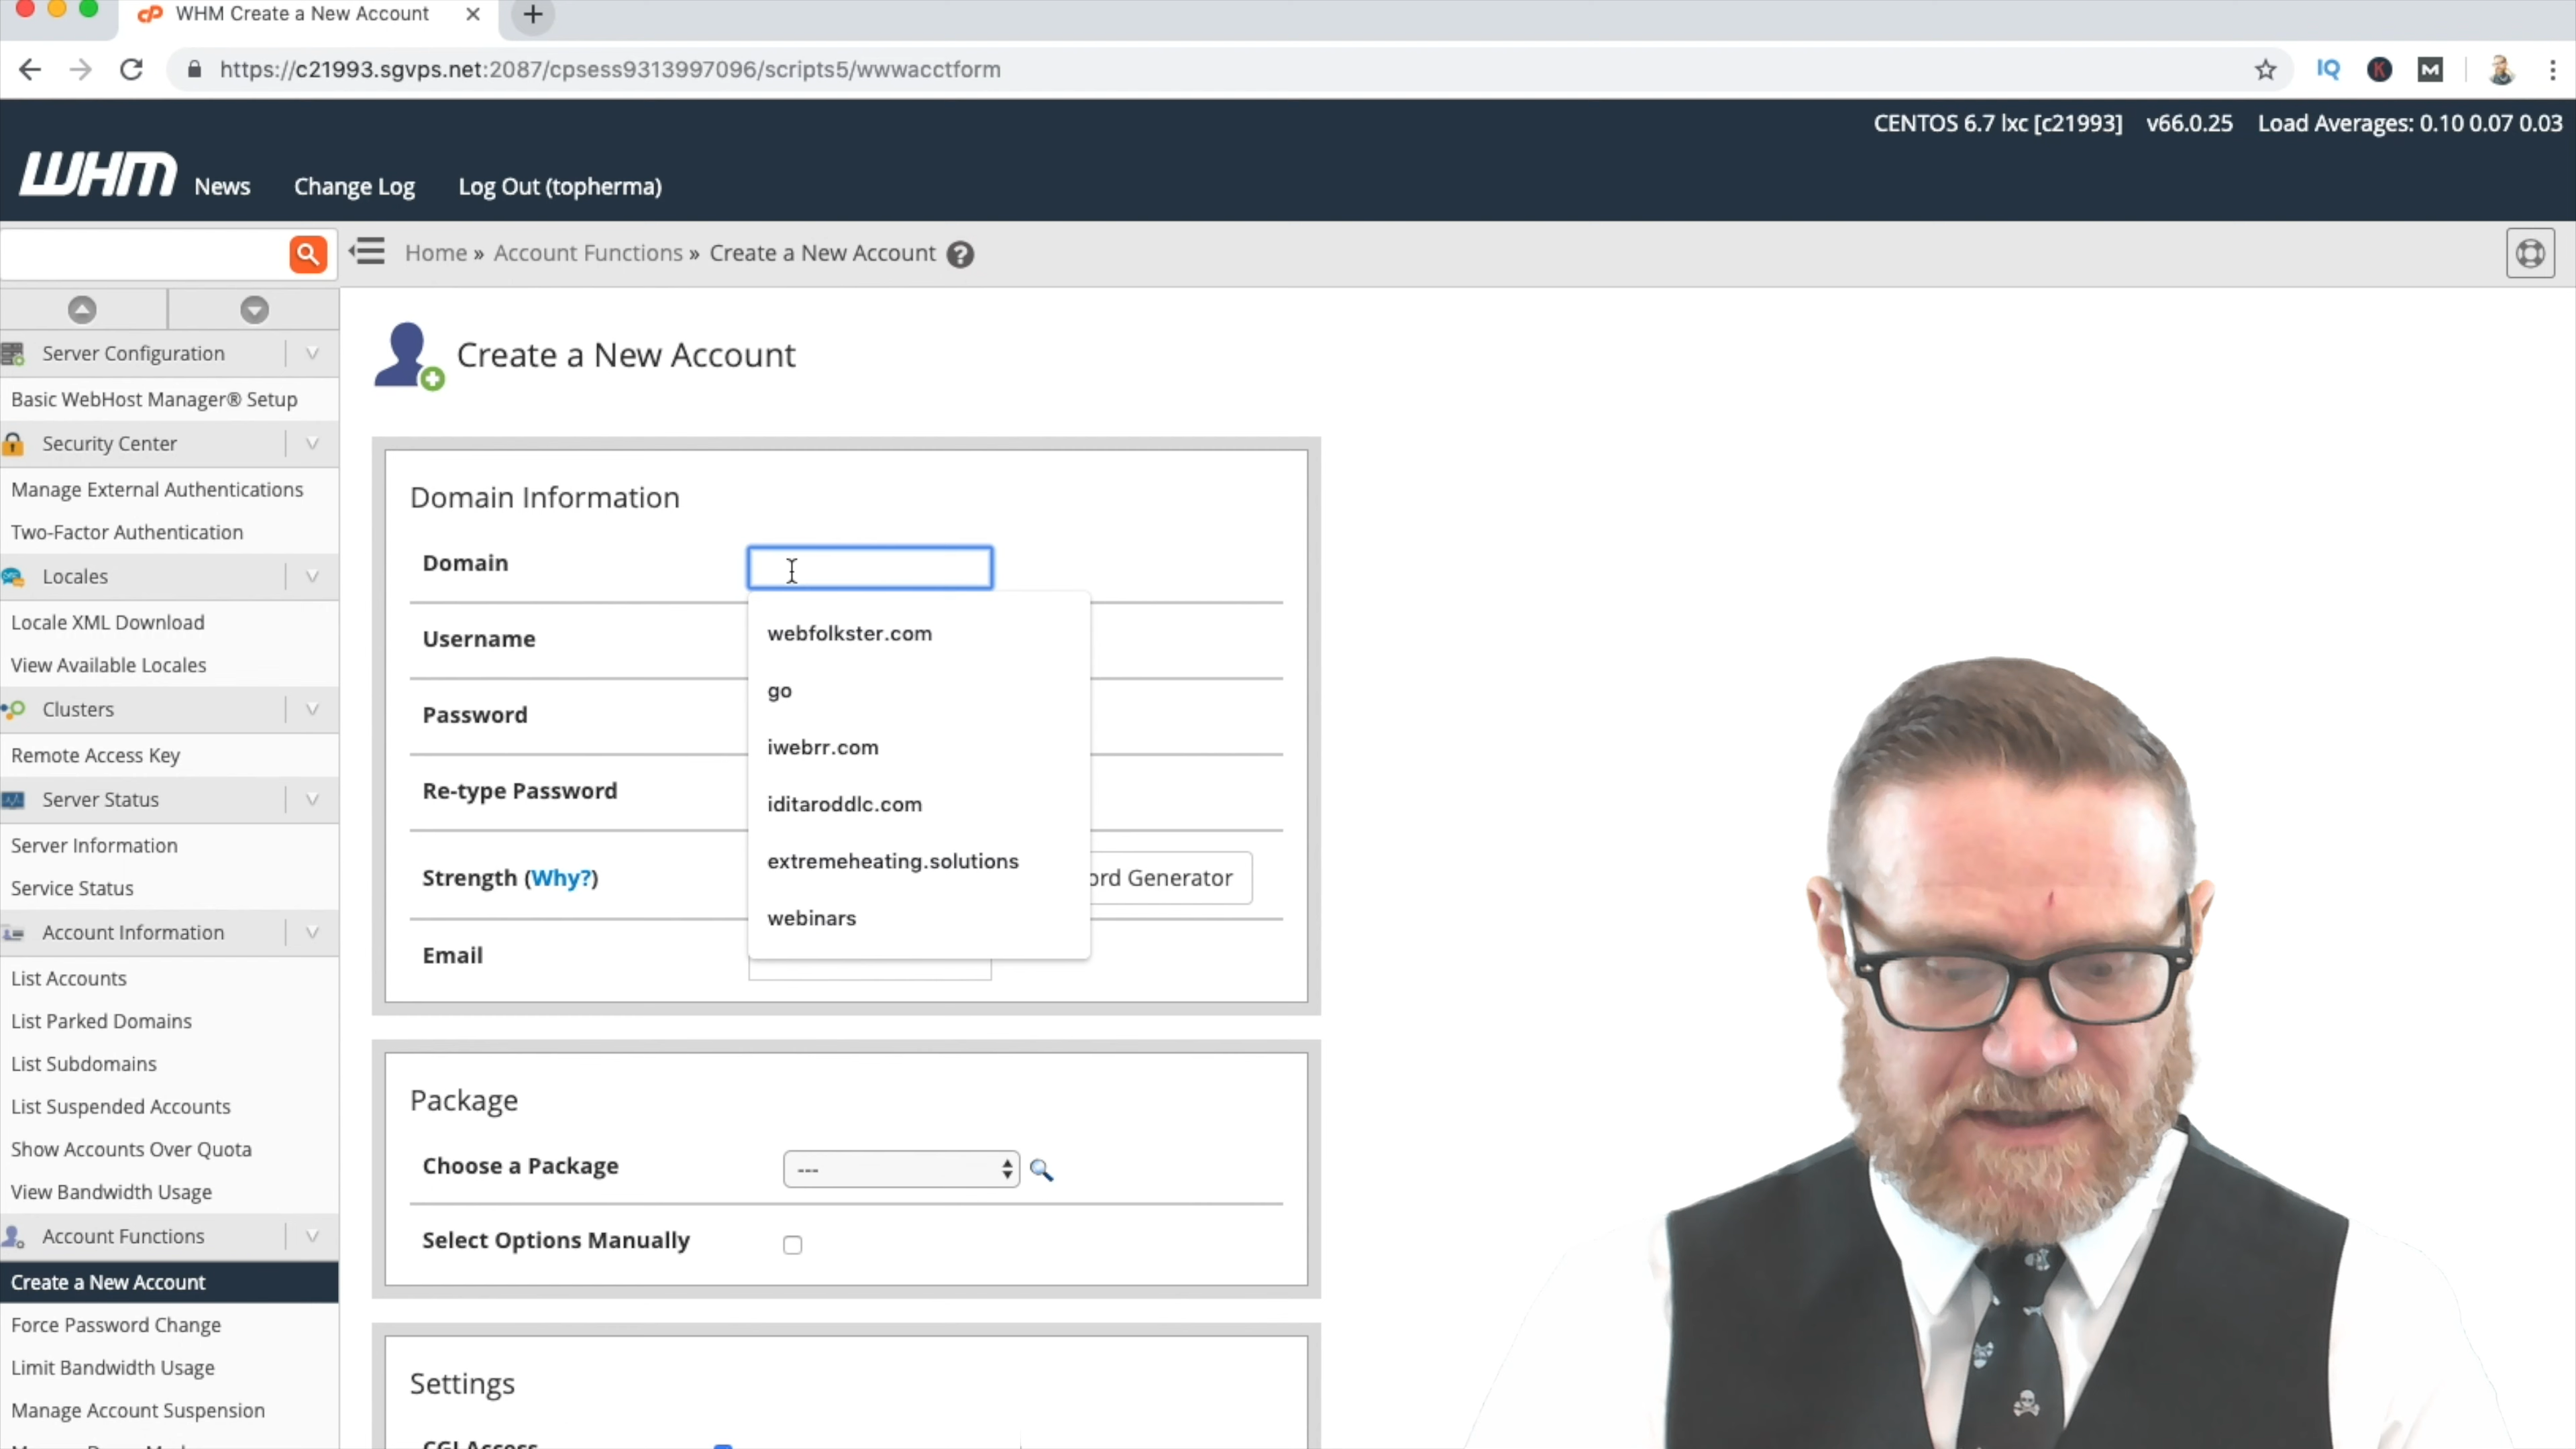 WHM Create a New Account
https://c21993.sgvps.net:2087/cpsess9313997096/scripts5/wwwacctform
IQ K M
CENTOS 6.7 lxc [c21993] v66.0.25 Load Averages: 0.10 0.07 0.03
WHM News Change Log Log Out (topherma)
Home » Account Functions » Create a New Account ?
Server Configuration
Basic WebHost Manager® Setup
Security Center
Manage External Authentications
Two-Factor Authentication
Locales
Locale XML Download
View Available Locales
Clusters
Remote Access Key
Server Status
Server Information
Service Status
Account Information
List Accounts
List Parked Domains
List Subdomains
List Suspended Accounts
Show Accounts Over Quota
View Bandwidth Usage
Account Functions
Create a New Account
Force Password Change
Limit Bandwidth Usage
Manage Account Suspension
Create a New Account
Domain Information
Domain
webfolkster.com
go
iwebrr.com
iditaroddlc.com
extremeheating.solutions
webinars
Username
Password
Re-type Password
Strength (Why?)
Generator
Email
Package
Choose a Package ---
Select Options Manually
Settings
CGI Access